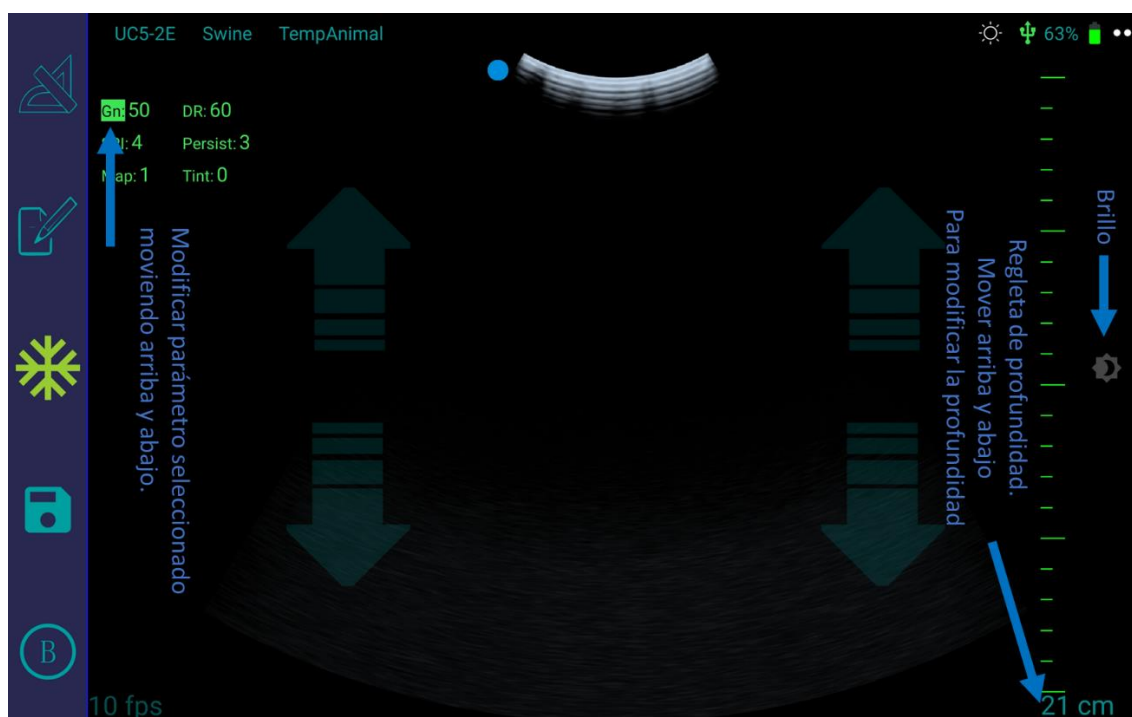 UC5-2E Swine TempAnimal
63%
Gn: 50 DR: 60
: 4 Persist: 3
Map: 1 Tint: 0
Modificar parámetro seleccionado
moviendo arriba y abajo.
Regleta de profundidad.
Mover arriba y abajo
Para modificar la profundidad
Brillo
B
10 fps
21 cm